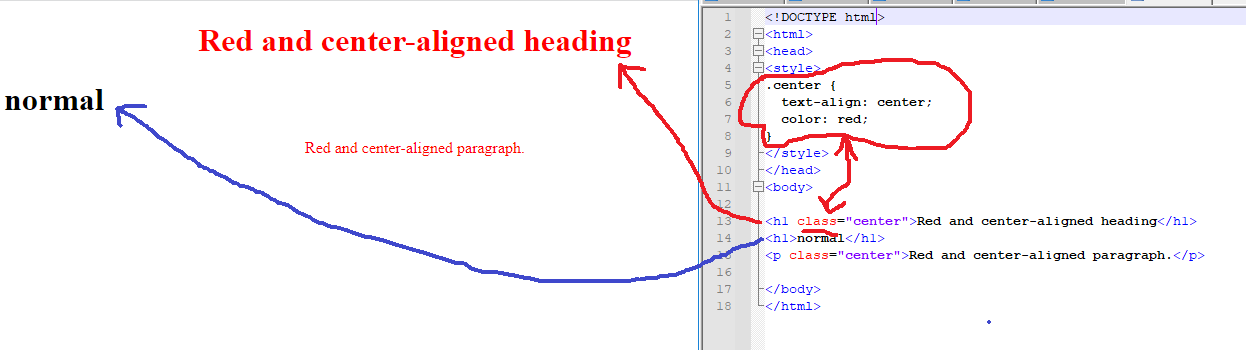 Red and center-aligned heading
normal
Red and center-aligned paragraph.
1 <!DOCTYPE html>
2 <html>
3 <head>
4 <style>
5 .center {
6   text-align: center;
7   color: red;
8 }
9 </style>
10 </head>
11 <body>
12
13 <h1 class="center">Red and center-aligned heading</h1>
14 <h1>normal</h1>
15 <p class="center">Red and center-aligned paragraph.</p>
16
17 </body>
18 </html>